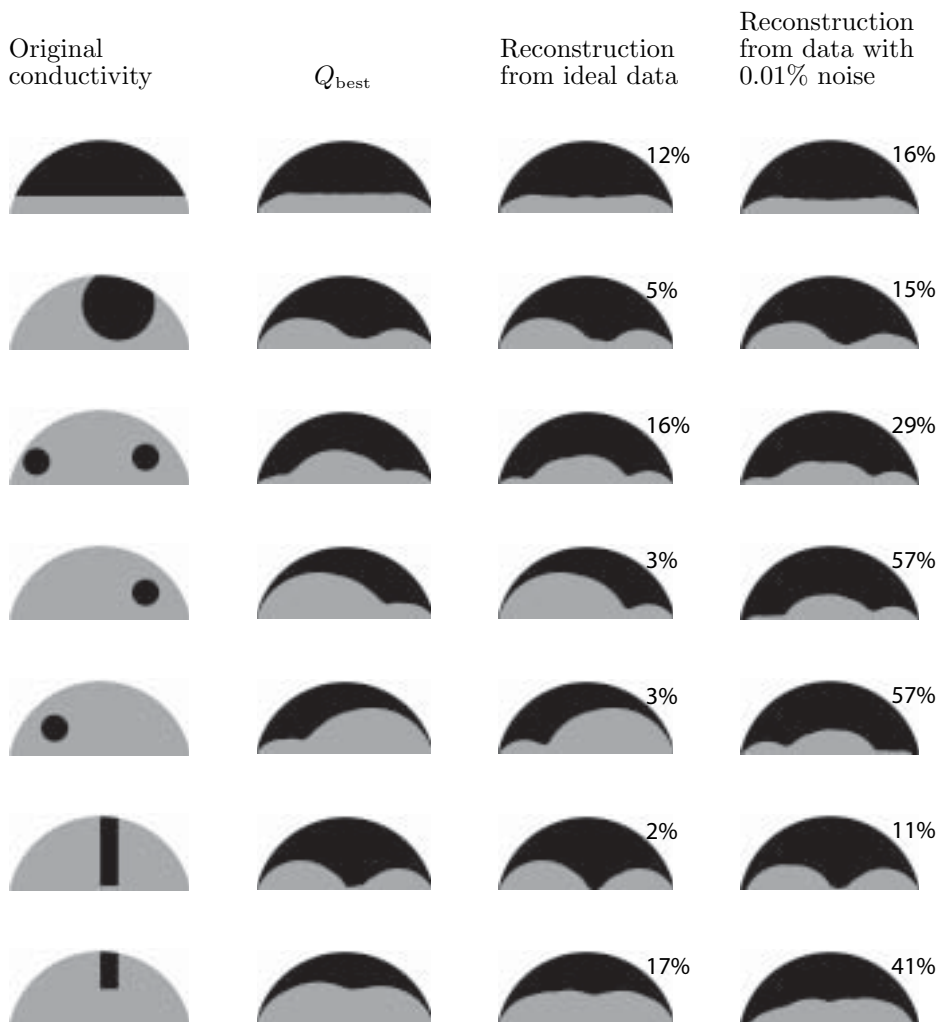 Original
conductivity
Q_best
Reconstruction
from ideal data
Reconstruction
from data with
0.01% noise
12%
16%
5%
15%
16%
29%
3%
57%
3%
57%
2%
11%
17%
41%